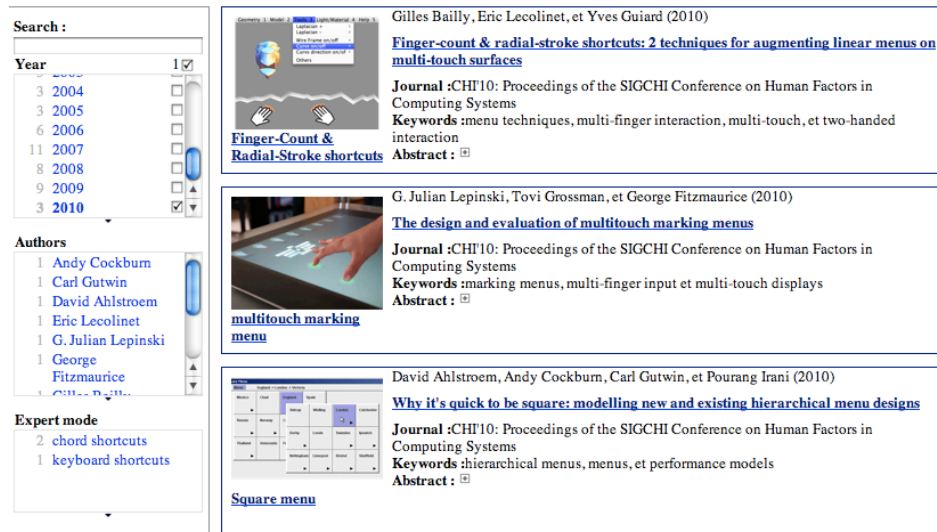 Search :
Year 1
3 2004
3 2005
6 2006
11 2007
8 2008
9 2009
3 2010
Authors
1 Andy Cockburn
1 Carl Gutwin
1 David Ahlstroem
1 Eric Lecolinet
1 G. Julian Lepinski
1 George
Fitzmaurice
Expert mode
2 chord shortcuts
1 keyboard shortcuts
Finger-Count &
Radial-Stroke shortcuts
Gilles Bailly, Eric Lecolinet, et Yves Guiard (2010)
Finger-count & radial-stroke shortcuts: 2 techniques for augmenting linear menus on
multi-touch surfaces
Journal :CHI'10: Proceedings of the SIGCHI Conference on Human Factors in
Computing Systems
Keywords :menu techniques, multi-finger interaction, multi-touch, et two-handed
interaction
Abstract :
multitouch marking
menu
G. Julian Lepinski, Tovi Grossman, et George Fitzmaurice (2010)
The design and evaluation of multitouch marking menus
Journal :CHI'10: Proceedings of the SIGCHI Conference on Human Factors in
Computing Systems
Keywords :marking menus, multi-finger input et multi-touch displays
Abstract :
Square menu
David Ahlstroem, Andy Cockburn, Carl Gutwin, et Pourang Irani (2010)
Why it's quick to be square: modelling new and existing hierarchical menu designs
Journal :CHI'10: Proceedings of the SIGCHI Conference on Human Factors in
Computing Systems
Keywords :hierarchical menus, menus, et performance models
Abstract :